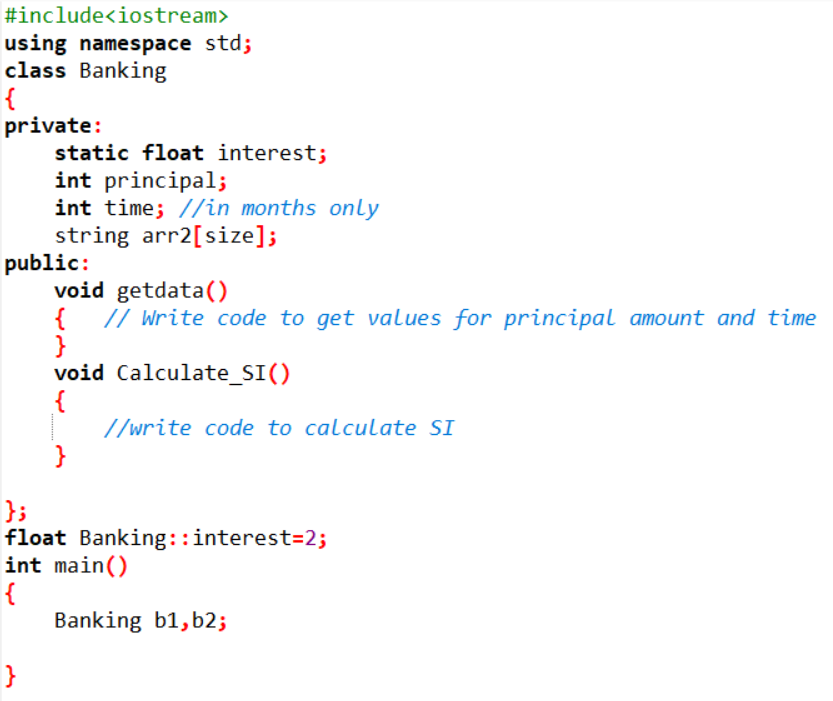 #include<iostream>
using namespace std;
class Banking
{
private:
    static float interest;
    int principal;
    int time; //in months only
    string arr2[size];
public:
    void getdata()
    {   // Write code to get values for principal amount and time
    }
    void Calculate_SI()
    {
        //write code to calculate SI
    }
};
float Banking::interest=2;
int main()
{
    Banking b1,b2;
}